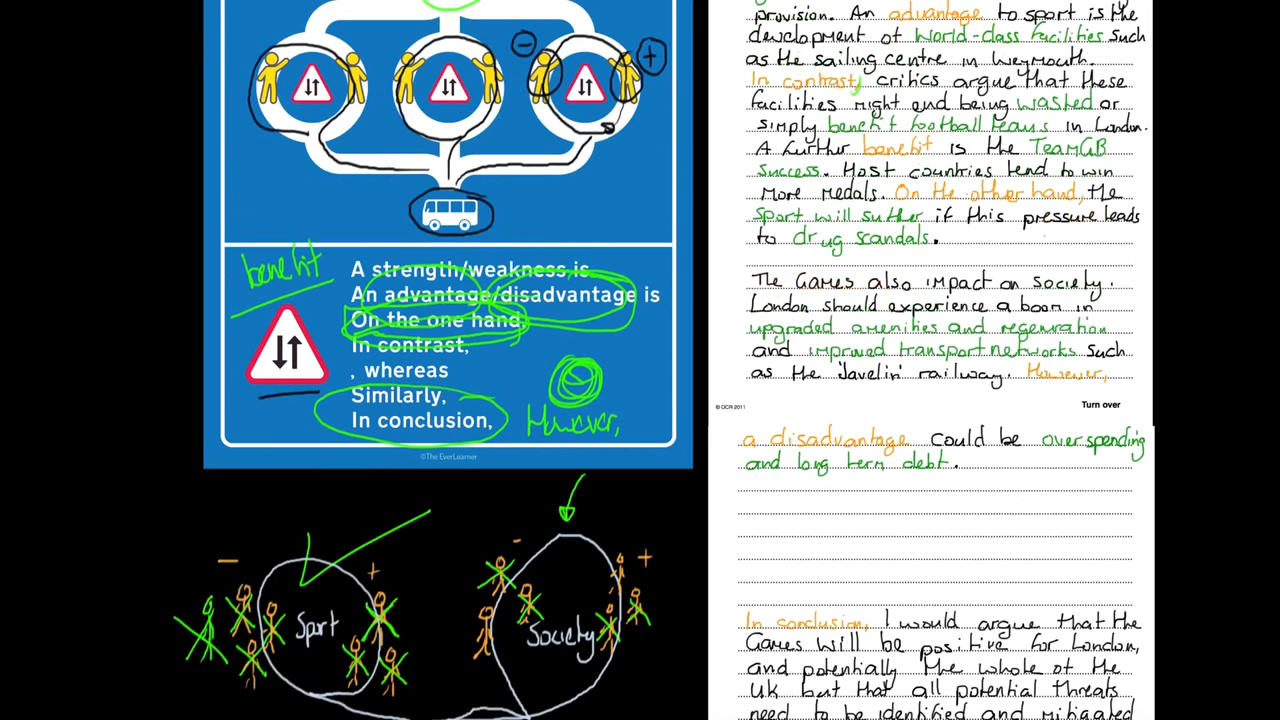 −
+
benefit
A strength/weakness is
An advantage/disadvantage is
On the one hand,
In contrast,
, whereas
Similarly,
In conclusion,
However,
©The EverLearner
−
+
Sport
-
+
Society
provision. An advantage to sport is the
development of world-class facilities such
as the sailing centre in Weymouth.
In contrast, critics argue that these
facilities might end being wasted or
simply benefit football teams in London.
A further benefit is the TeamGB
success. Host countries tend to win
more medals. On the other hand, the
sport will suffer if this pressure leads
to drug scandals.
The Games also impact on society.
London should experience a boom in
upgraded amenities and regenration
and improved transport networks such
as the 'Javelin' railway. However,
© OCR 2011
Turn over
a disadvantage could be overspending
and long term debt.
In conclusion, I would argue that the
Games will be positive for London,
and potentially the whole of the
UK but that all potential threats
need to be identified and mitigated